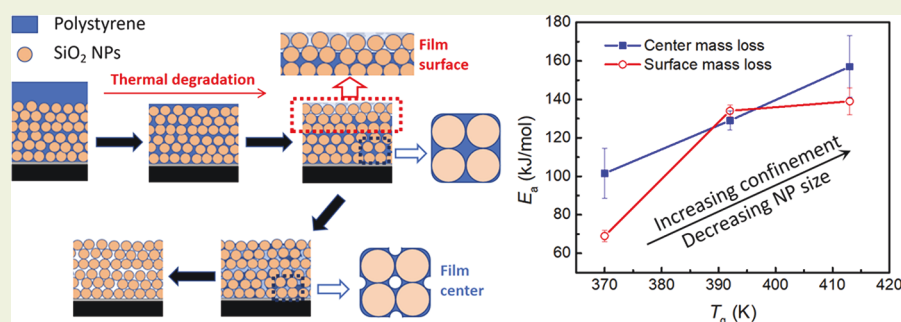 Polystyrene
SiO₂ NPs
Thermal degradation
Film
surface
Film
center
Center mass loss
Surface mass loss
Increasing confinement
Decreasing NP size
Eₐ (kJ/mol)
180
160
140
120
100
80
60
370
380
390
400
410
420
T_g (K)